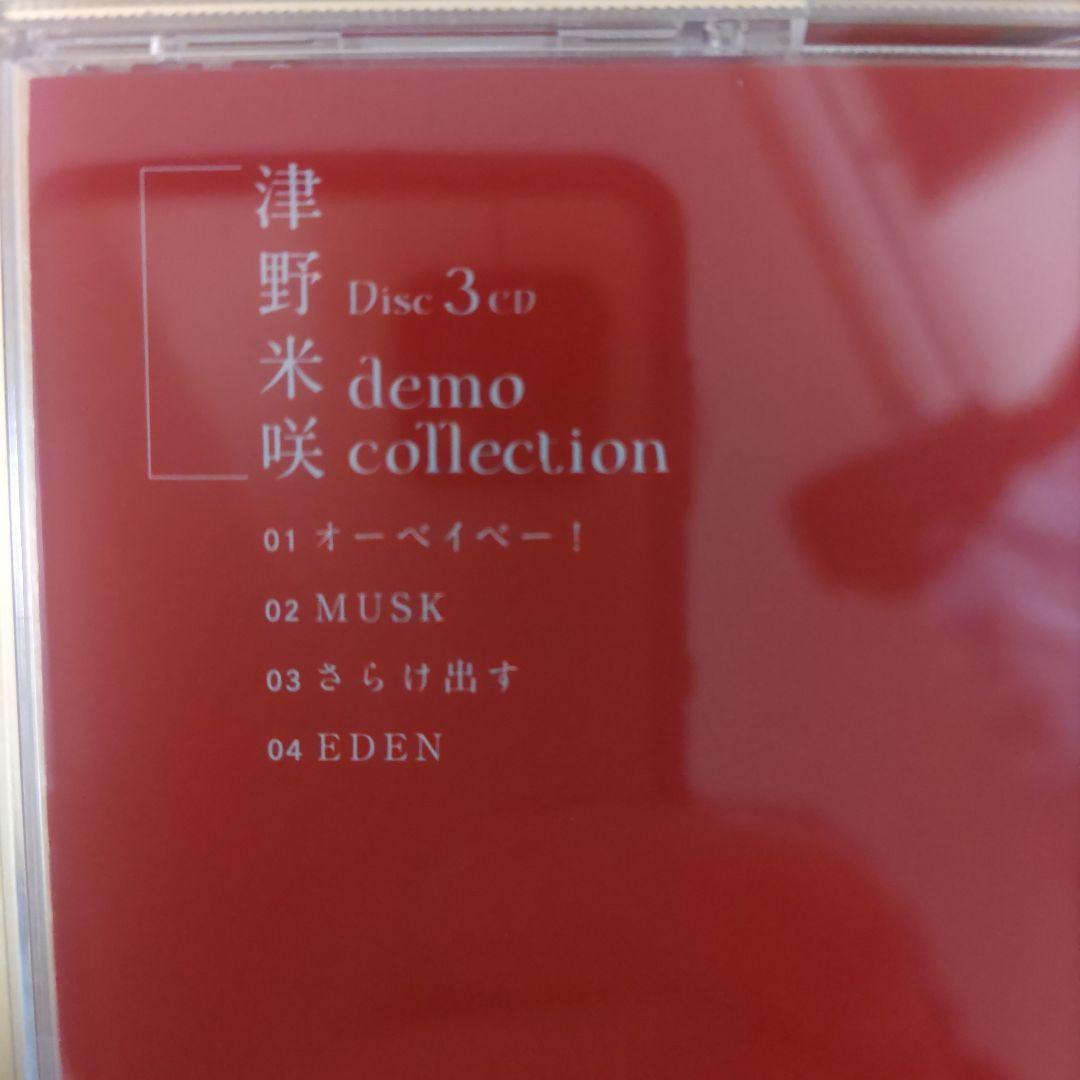 津野米咲
Disc 3 CD
demo
collection
01 オーベイベー!
02 MUSK
03 さらけ出す
04 EDEN